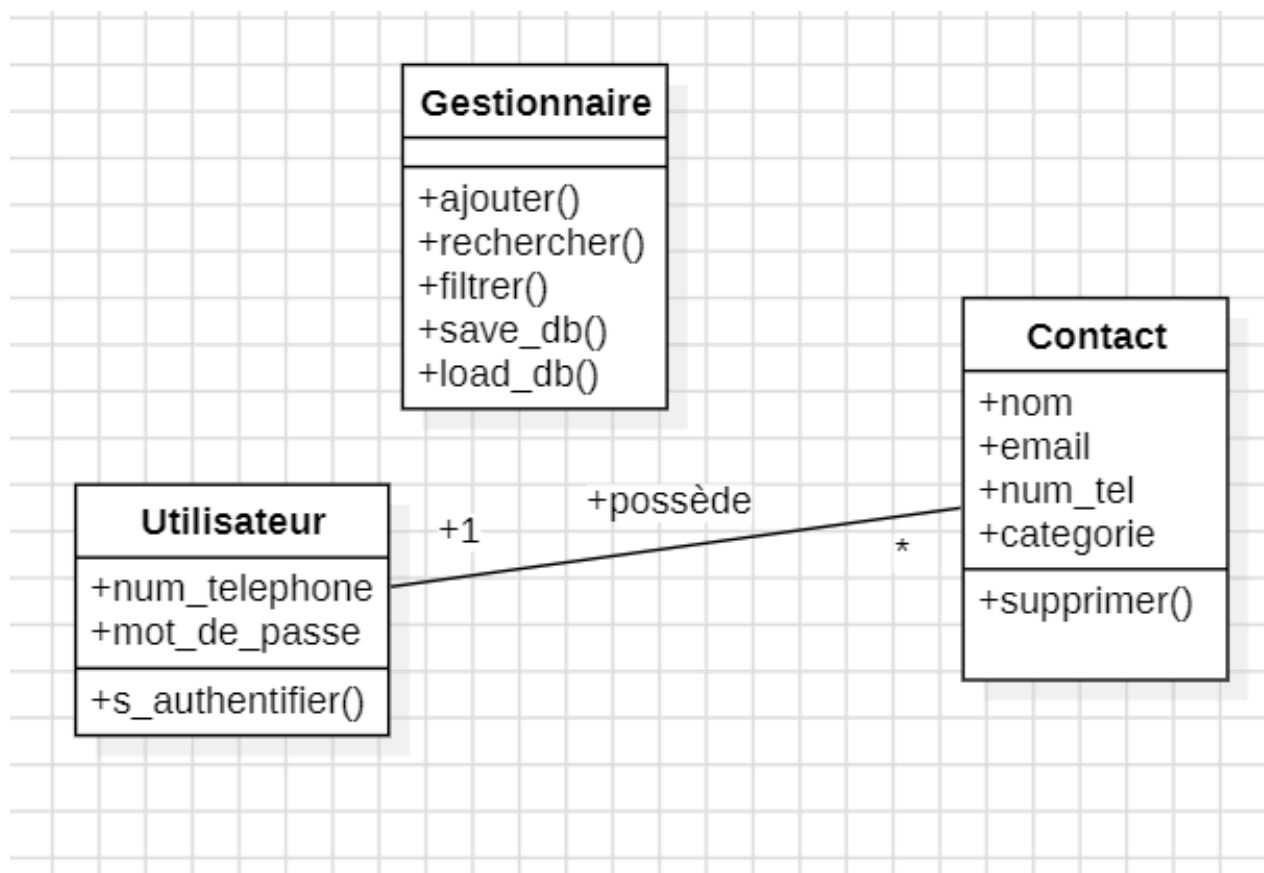 Gestionnaire
+ajouter()
+rechercher()
+filtrer()
+save_db()
+load_db()
Contact
+nom
+email
+num_tel
+categorie
+supprimer()
Utilisateur
+num_telephone
+mot_de_passe
+s_authentifier()
+1
+possède
*